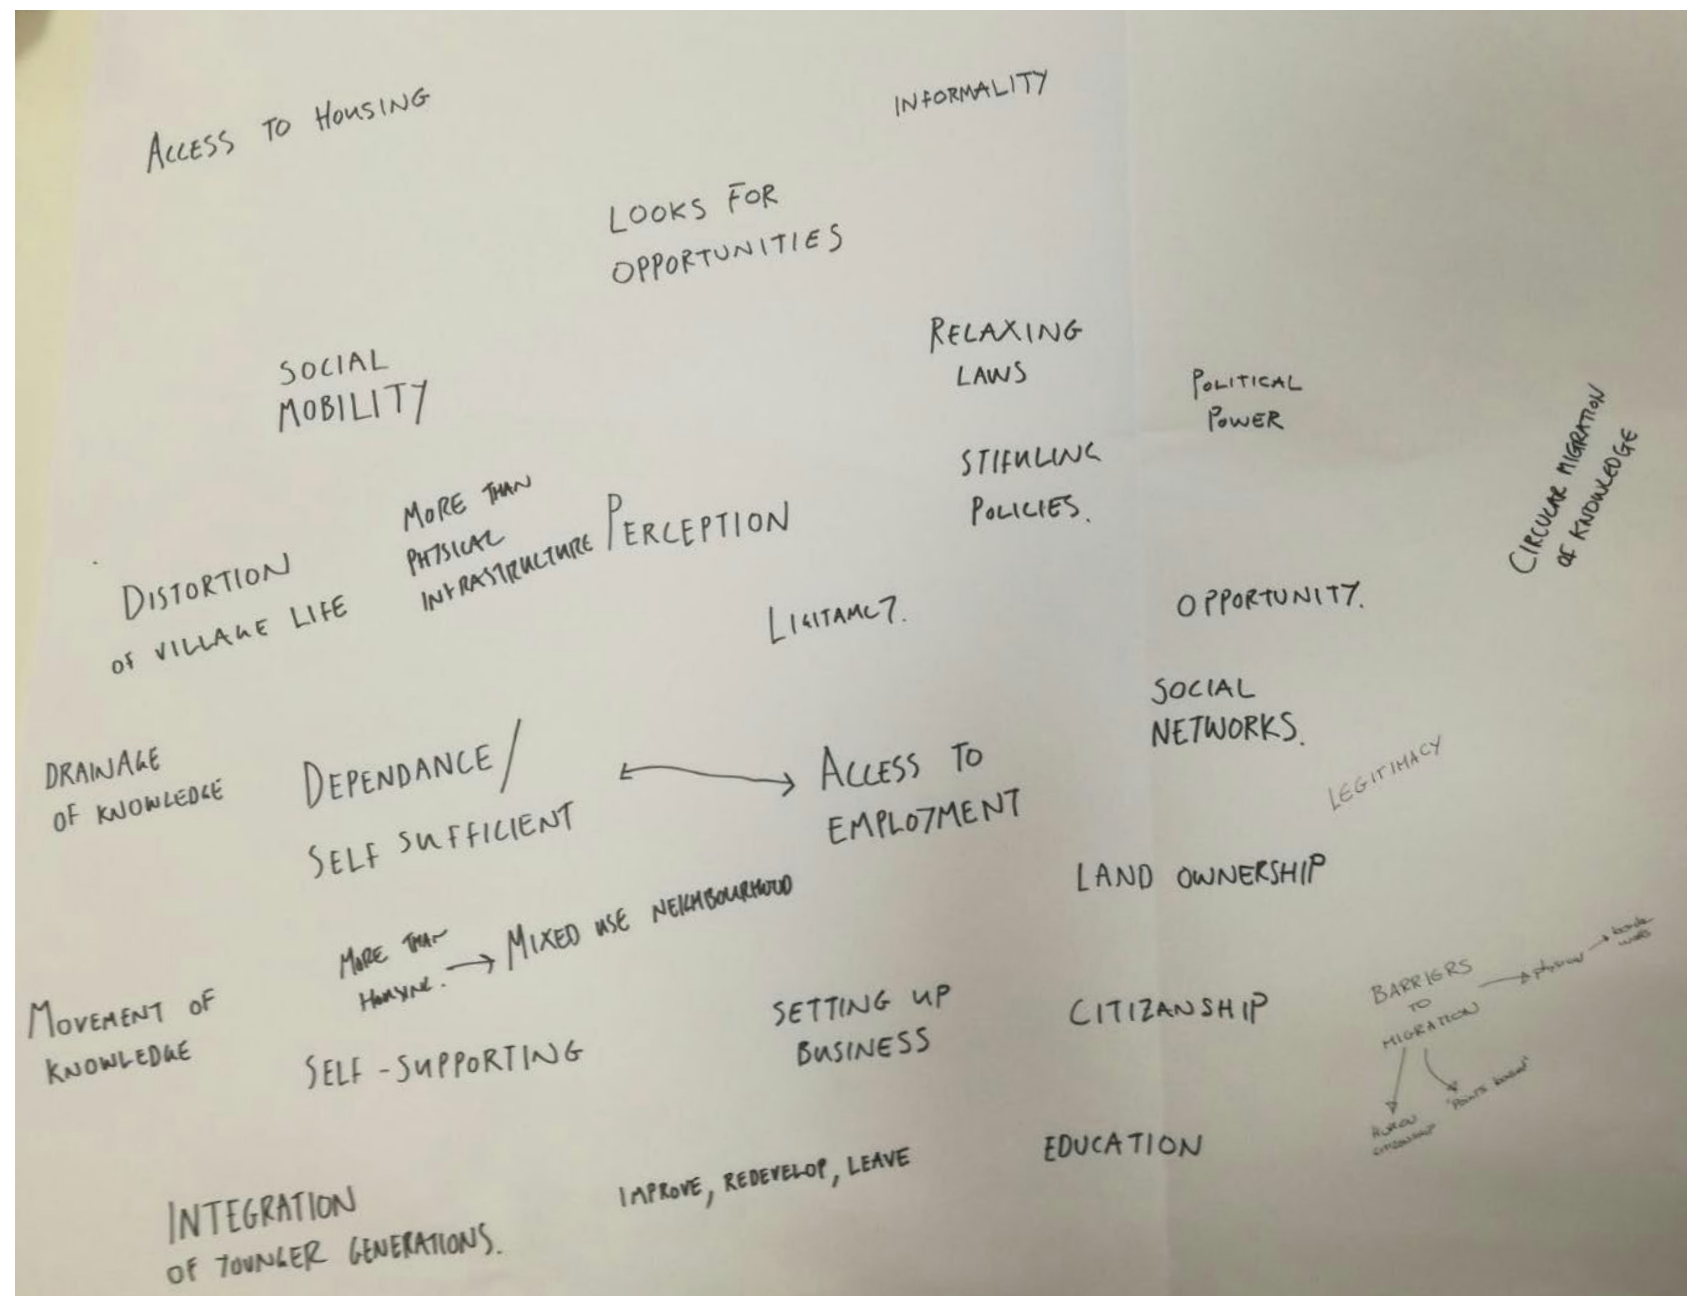 ACCESS TO HOUSING
INFORMALITY
LOOKS FOR
OPPORTUNITIES
SOCIAL
MOBILITY
RELAXING
LAWS
POLITICAL
POWER
STIFULING
POLICIES.
CIRCULAR MIGRATION
OF KNOWLEDGE
MORE THAN
PHYSICAL
INFRASTRUCTURE
PERCEPTION
DISTORTION
OF VILLAGE LIFE
LIGITAMCY.
OPPORTUNITY.
SOCIAL
NETWORKS.
DRAINAGE
OF KNOWLEDGE
DEPENDANCE/
SELF SUFFICIENT
ACCESS TO
EMPLOYMENT
LEGITIMACY
LAND OWNERSHIP
MORE THAN
HOUSING.
MIXED USE NEIGHBOURHOOD
MOVEMENT OF
KNOWLEDGE
SELF-SUPPORTING
SETTING UP
BUSINESS
CITIZANSHIP
BARRIERS
TO
MIGRATION
physical
"Points based"
EDUCATION
IMPROVE, REDEVELOP, LEAVE
INTEGRATION
OF YOUNGER GENERATIONS.